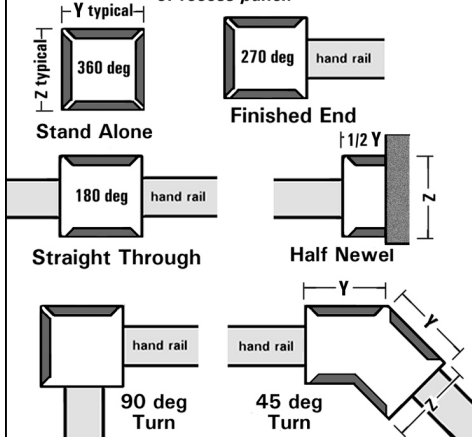 Y typical
Z typical
360 deg
Stand Alone
270 deg
hand rail
Finished End
180 deg
hand rail
Straight Through
1/2 Y
Z
Half Newel
hand rail
90 deg
Turn
Y
Y
hand rail
Z
45 deg
Turn